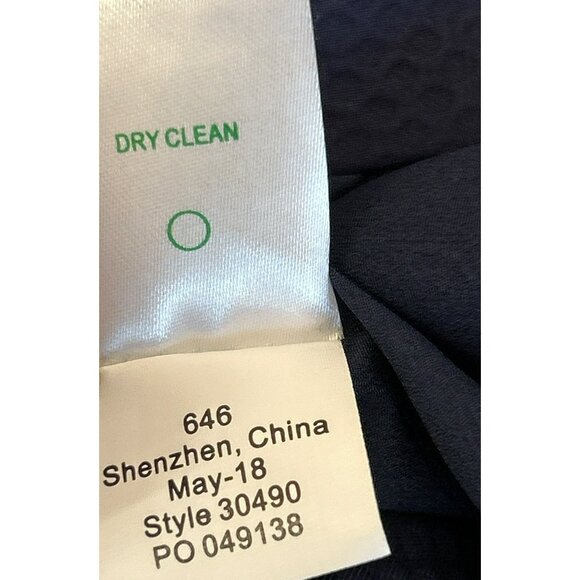 DRY CLEAN
646
Shenzhen, China
May-18
Style 30490
PO 049138